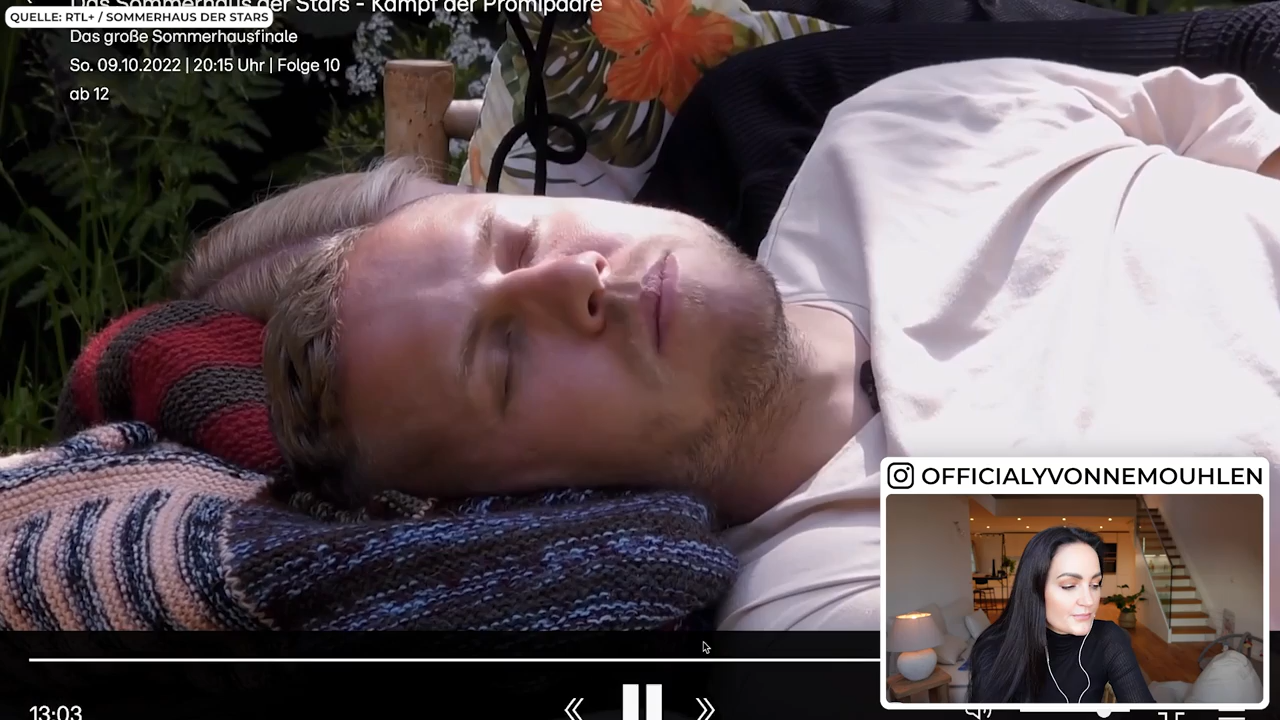 Das Sommerhaus der Stars - Kampf der Promipaare
QUELLE: RTL+ / SOMMERHAUS DER STARS
Das große Sommerhausfinale
So. 09.10.2022 | 20:15 Uhr | Folge 10
ab 12
OFFICIALYVONNEMOUHLEN
13:03